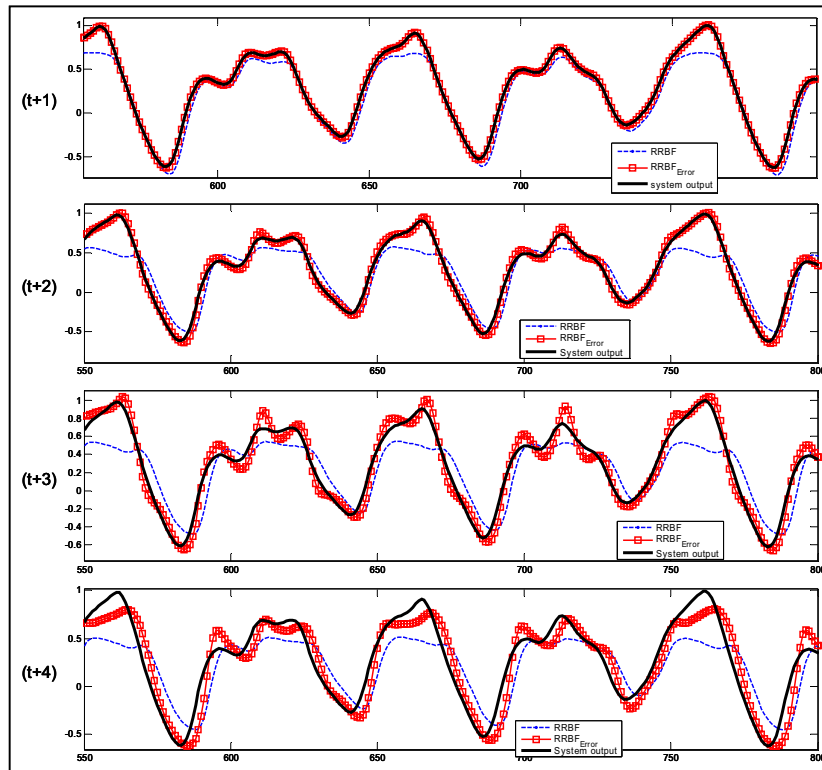 (t+1)
1
0.5
0
-0.5
600
650
700
RRBF
RRBF Error
system output
(t+2)
1
0.5
0
-0.5
550
600
650
700
750
800
RRBF
RRBF Error
System output
(t+3)
1
0.8
0.6
0.4
0.2
0
-0.2
-0.4
-0.6
550
600
650
700
750
800
RRBF
RRBF Error
System output
(t+4)
1
0.5
0
-0.5
550
600
650
700
750
800
RRBF
RRBF Error
System output